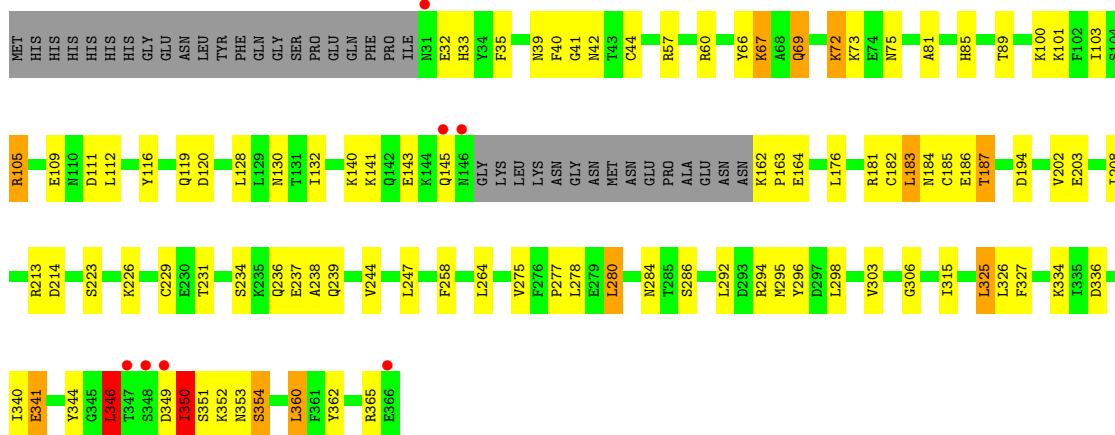 MET HIS HIS HIS HIS HIS HIS GLY GLU ASN LEU TYR PHE GLN GLY SER PRO GLU GLN PHE PRO ILE N31 E32 H33 Y34 F35 N39 F40 G41 N42 T43 C44 R57 R60 Y66 K67 A68 Q69 K72 K73 E74 N75 A81 H85 T89 K100 K101 F102 I103 S104
R105 E109 N110 D111 L112 Y116 Q119 D120 L128 L129 N130 T131 I132 K140 K141 Q142 E143 K144 Q145 N146 GLY LYS LEU LYS ASN GLY ASN MET ASN GLU PRO ALA GLU ASN ASN K162 P163 E164 L176 R181 C182 L183 N184 C185 E186 T187 D194 V202 E203
R213 D214 S223 K226 C229 E230 T231 S234 K235 Q236 E237 A238 Q239 V244 L247 F258 L264 V275 F276 P277 L278 E279 L280 N284 T285 S286 L292 D293 R294 M295 Y296 D297 L298 V303 G306 I315 L325 L326 F327 K334 I335 D336
I340 E341 Y344 G345 L346 T347 S348 D349 I350 S351 K352 N353 S354 L360 F361 Y362 R365 E366